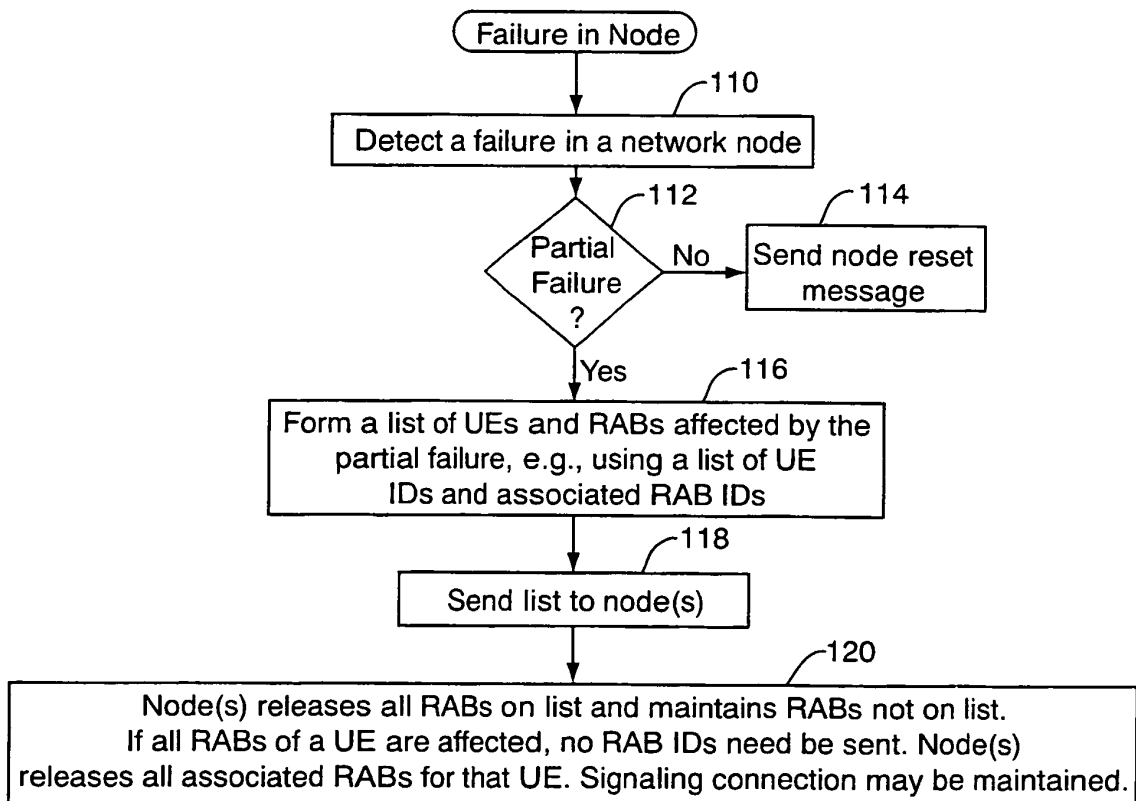 Failure in Node
110
Detect a failure in a network node
112
114
Partial
Failure
?
No
Send node reset
message
Yes
116
Form a list of UEs and RABs affected by the
partial failure, e.g., using a list of UE
IDs and associated RAB IDs
118
Send list to node(s)
120
Node(s) releases all RABs on list and maintains RABs not on list.
If all RABs of a UE are affected, no RAB IDs need be sent. Node(s)
releases all associated RABs for that UE. Signaling connection may be maintained.